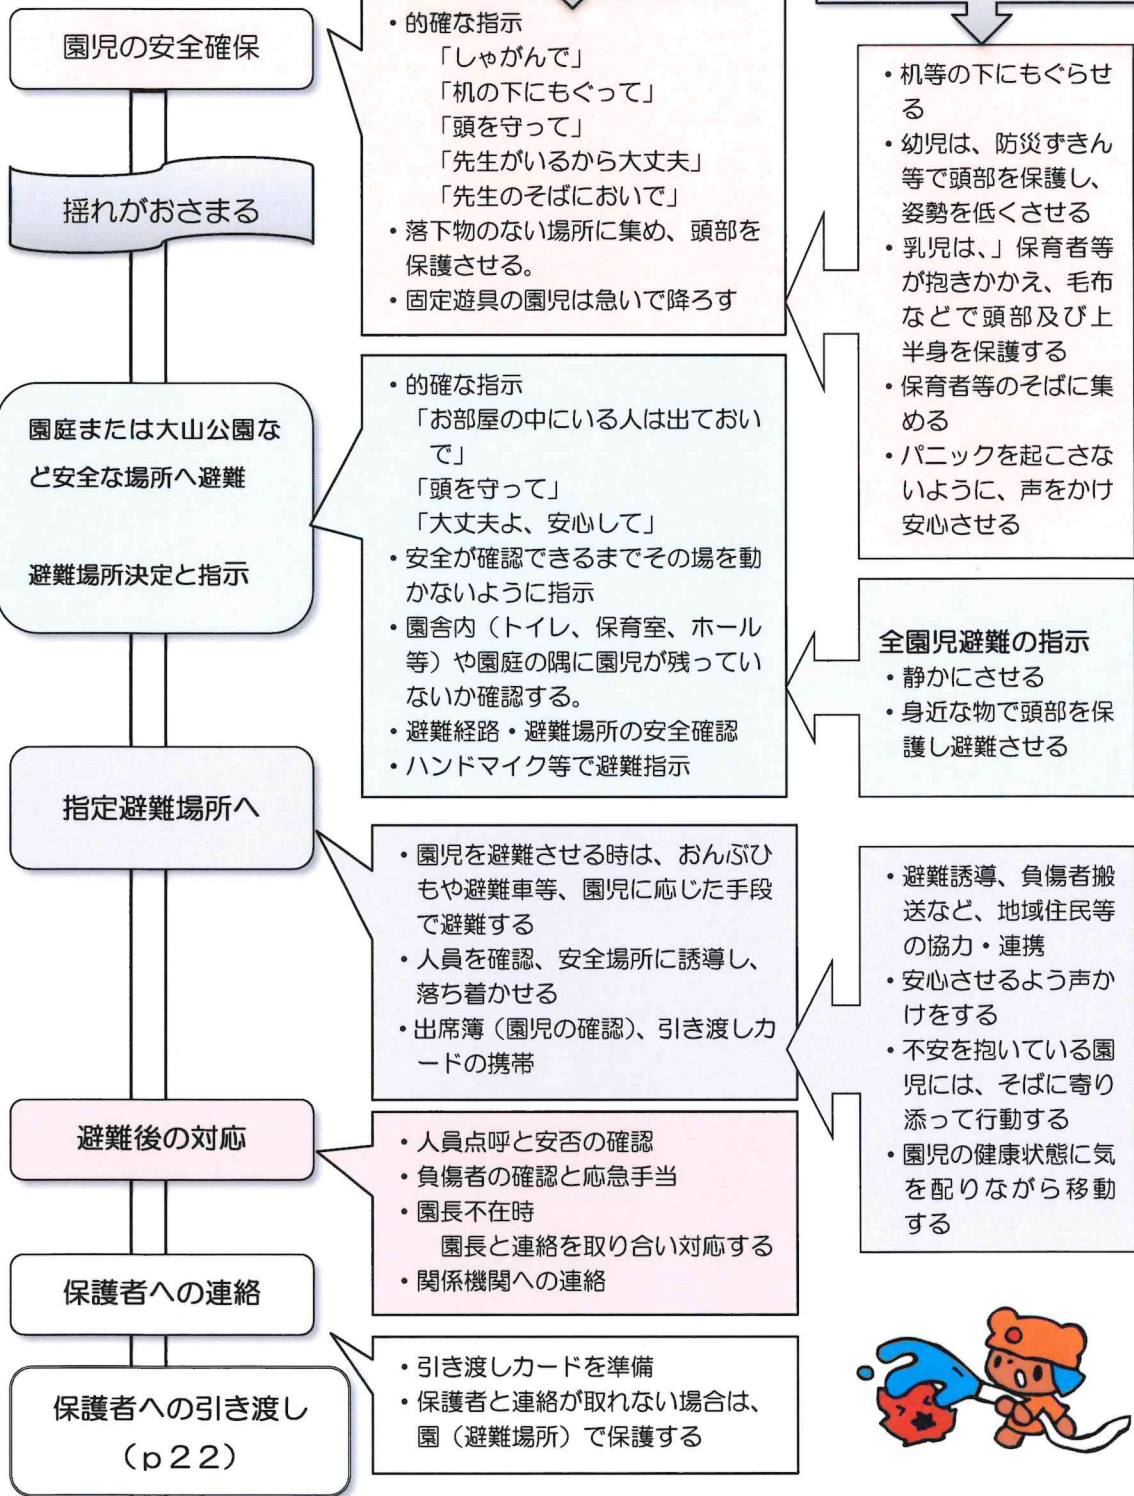 園児の安全確保
揺れがおさまる
園庭または大山公園な
ど安全な場所へ避難
避難場所決定と指示
指定避難場所へ
避難後の対応
保護者への連絡
保護者への引き渡し
（p22）
・的確な指示
「しゃがんで」
「机の下にもぐって」
「頭を守って」
「先生がいるから大丈夫」
「先生のそばにおいで」
・落下物のない場所に集め、頭部を
保護させる。
・固定遊具の園児は急いで降ろす
・的確な指示
「お部屋の中にいる人は出ておい
で」
「頭を守って」
「大丈夫よ、安心して」
・安全が確認できるまでその場を動
かないように指示
・園舎内（トイレ、保育室、ホール
等）や園庭の隅に園児が残ってい
ないか確認する。
・避難経路・避難場所の安全確認
・ハンドマイク等で避難指示
・園児を避難させる時は、おんぶひ
もや避難車等、園児に応じた手段
で避難する
・人員を確認、安全場所に誘導し、
落ち着かせる
・出席簿（園児の確認）、引き渡しカ
ードの携帯
・人員点呼と安否の確認
・負傷者の確認と応急手当
・園長不在時
園長と連絡を取り合い対応する
・関係機関への連絡
・引き渡しカードを準備
・保護者と連絡が取れない場合は、
園（避難場所）で保護する
・机等の下にもぐらせ
る
・幼児は、防災ずきん
等で頭部を保護し、
姿勢を低くさせる
・乳児は、」保育者等
が抱きかかえ、毛布
などで頭部及び上
半身を保護する
・保育者等のそばに集
める
・パニックを起こさな
いように、声をかけ
安心させる
全園児避難の指示
・静かにさせる
・身近な物で頭部を保
護し避難させる
・避難誘導、負傷者搬
送など、地域住民等
の協力・連携
・安心させるよう声か
けをする
・不安を抱いている園
児には、そばに寄り
添って行動する
・園児の健康状態に気
を配りながら移動
する